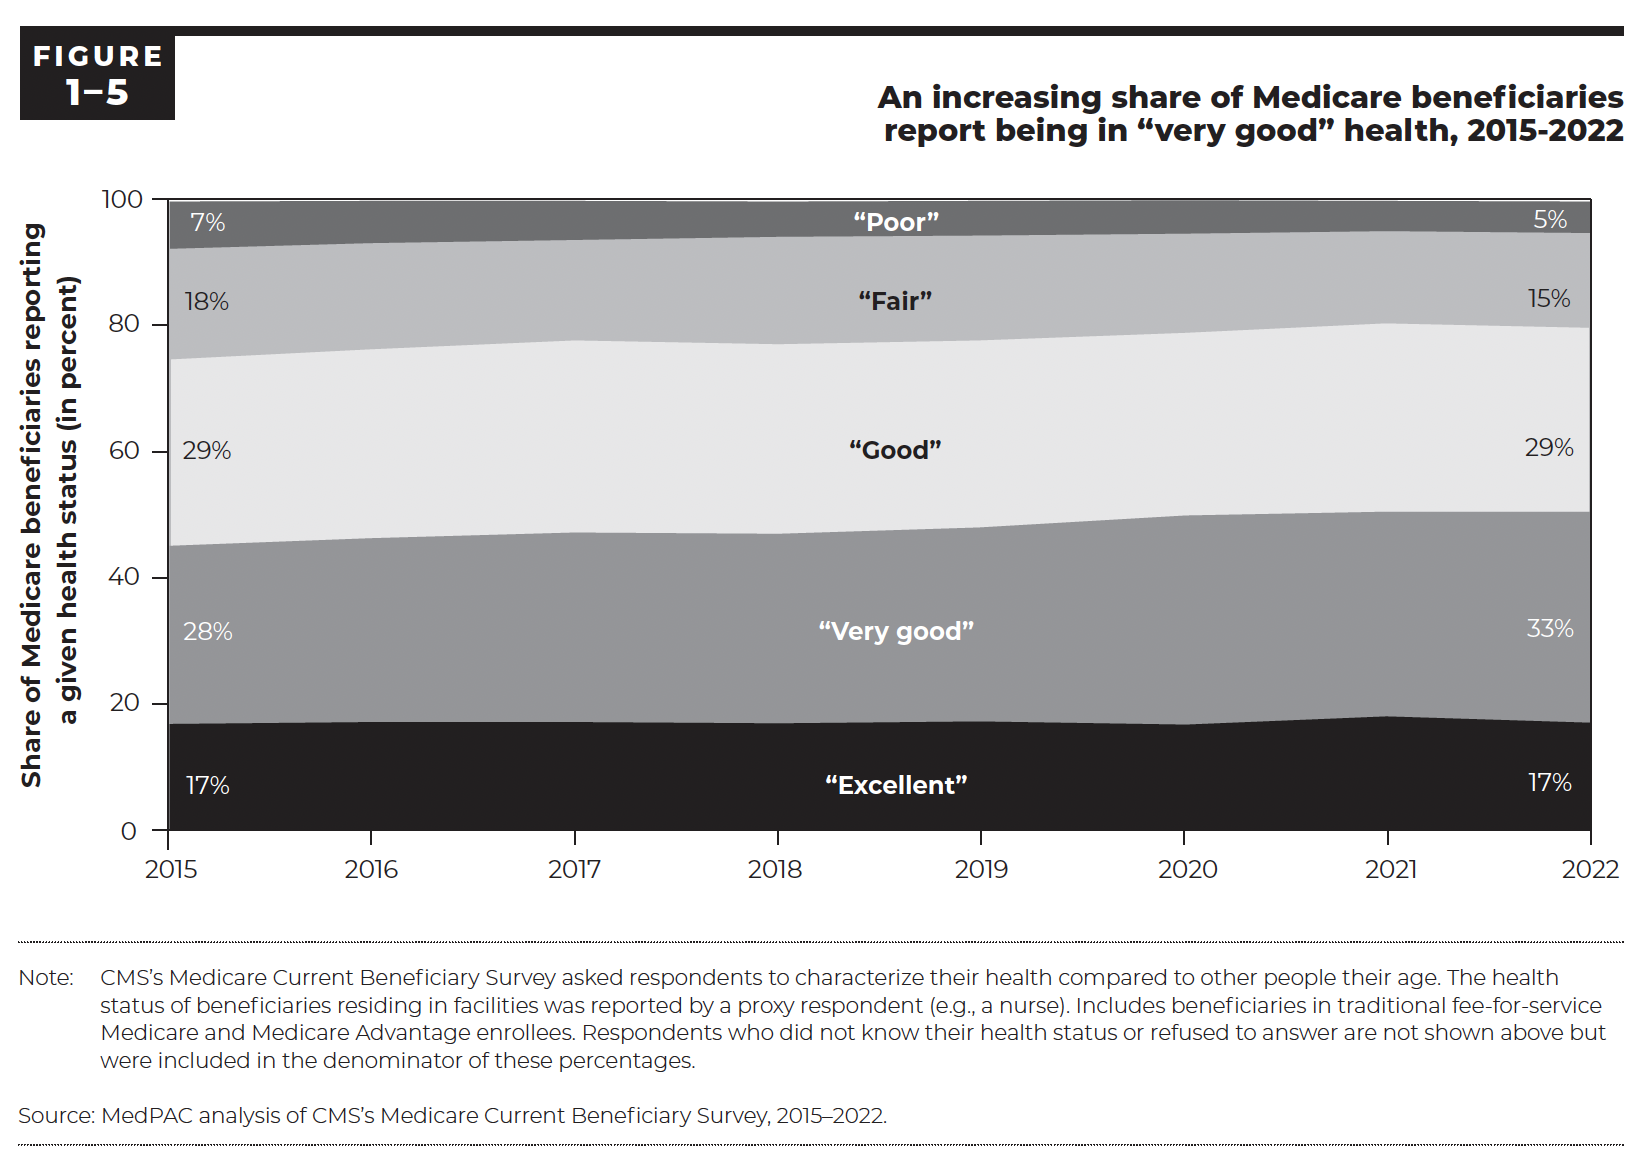 FIGURE
1–5
An increasing share of Medicare beneficiaries
report being in “very good” health, 2015-2022
Share of Medicare beneficiaries reporting
a given health status (in percent)
100
80
60
40
20
0
7%
“Poor”
5%
18%
“Fair”
15%
29%
“Good”
29%
28%
“Very good”
33%
17%
“Excellent”
17%
2015 2016 2017 2018 2019 2020 2021 2022
Note: CMS’s Medicare Current Beneficiary Survey asked respondents to characterize their health compared to other people their age. The health
status of beneficiaries residing in facilities was reported by a proxy respondent (e.g., a nurse). Includes beneficiaries in traditional fee-for-service
Medicare and Medicare Advantage enrollees. Respondents who did not know their health status or refused to answer are not shown above but
were included in the denominator of these percentages.
Source: MedPAC analysis of CMS’s Medicare Current Beneficiary Survey, 2015–2022.